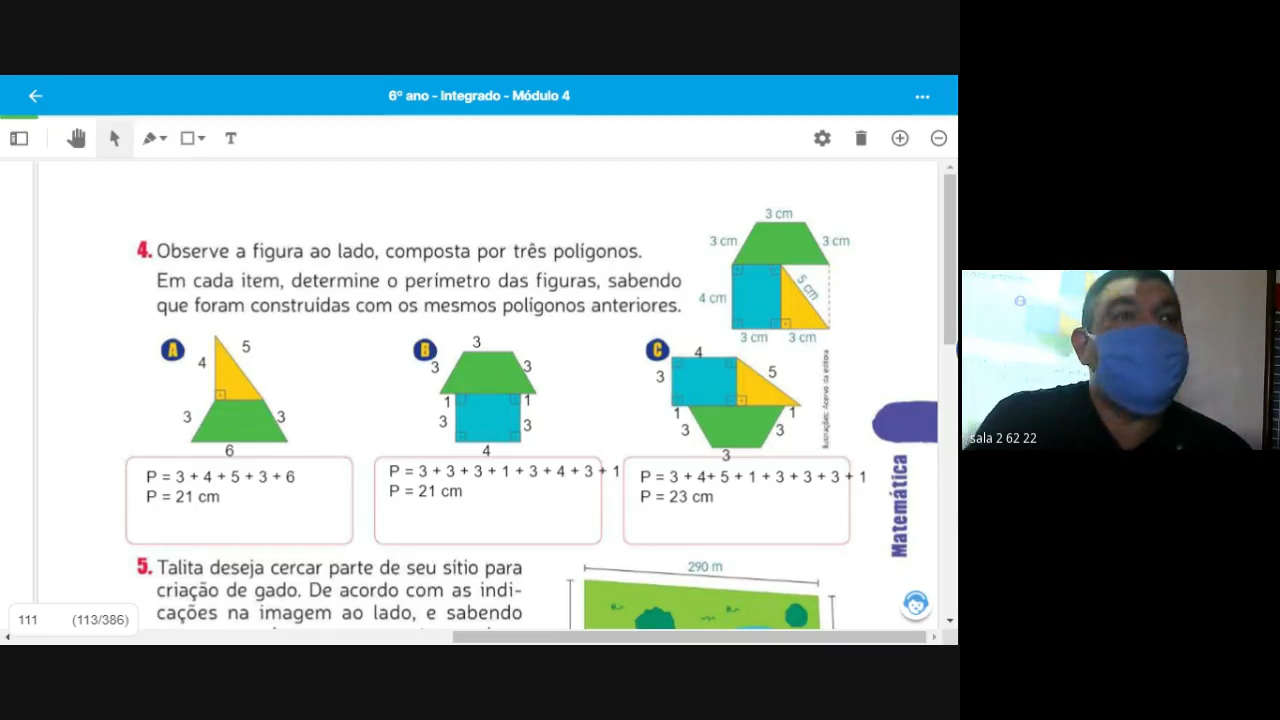 6º ano - Integrado - Módulo 4
T
4. Observe a figura ao lado, composta por três polígonos.
Em cada item, determine o perímetro das figuras, sabendo
que foram construídas com os mesmos polígonos anteriores.
3 cm
3 cm
3 cm
4 cm
5 cm
3 cm
3 cm
A
4
5
3
3
6
P = 3 + 4 + 5 + 3 + 6
P = 21 cm
B
3
3
3
1
1
3
3
4
P = 3 + 3 + 3 + 1 + 3 + 4 + 3 + 1
P = 21 cm
C
4
3
5
1
1
3
3
3
P = 3 + 4+ 5 + 1 + 3 + 3 + 3 + 1
P = 23 cm
Ilustrações: Acervo da editora
Matemática
5. Talita deseja cercar parte de seu sítio para
criação de gado. De acordo com as indi-
cações na imagem ao lado, e sabendo
290 m
111 (113/386)
sala 2 62 22